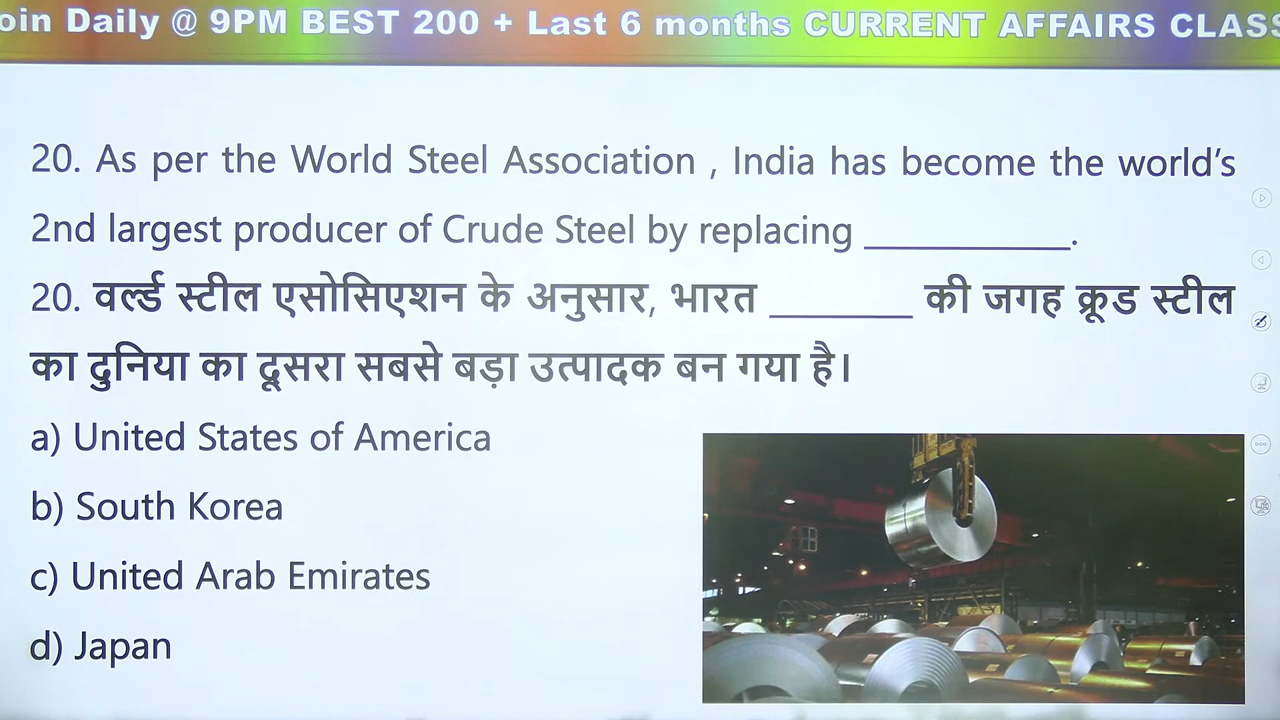 oin Daily @ 9PM BEST 200 + Last 6 months CURRENT AFFAIRS CLASS
20. As per the World Steel Association , India has become the world's
2nd largest producer of Crude Steel by replacing __________.
20. वर्ल्ड स्टील एसोसिएशन के अनुसार, भारत _______ की जगह क्रूड स्टील
का दुनिया का दूसरा सबसे बड़ा उत्पादक बन गया है।
a) United States of America
b) South Korea
c) United Arab Emirates
d) Japan